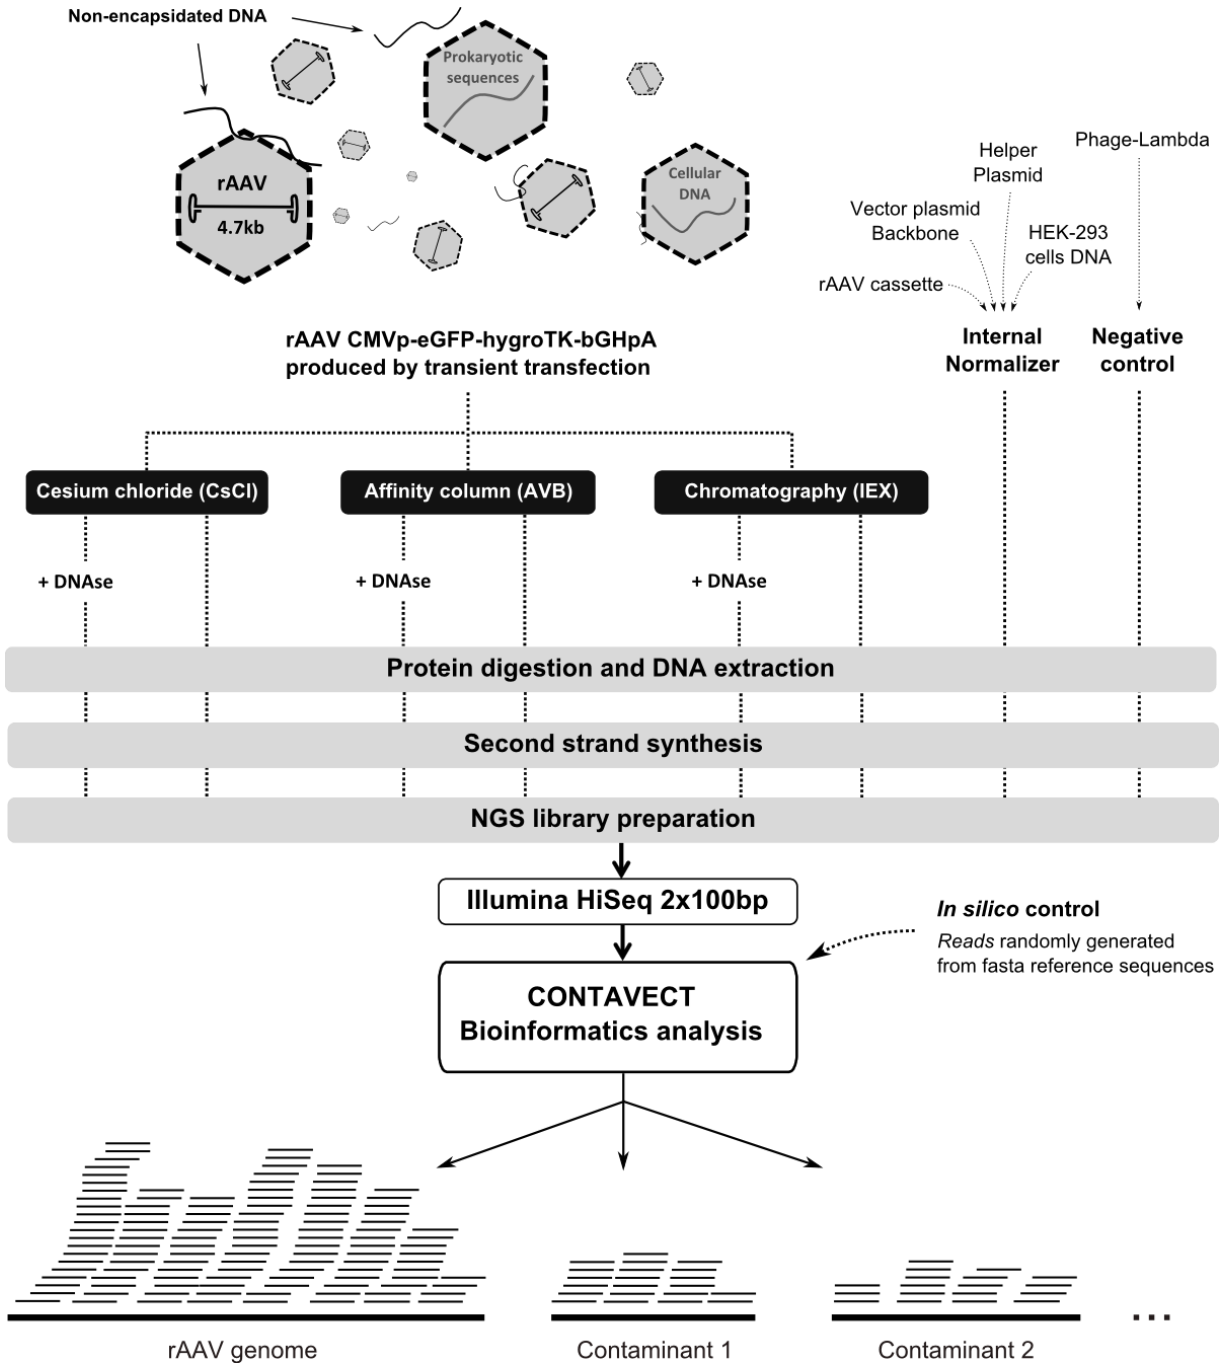 Non-encapsidated DNA
Prokaryotic
sequences
rAAV
4.7kb
Cellular
DNA
Phage-Lambda
Helper
Plasmid
Vector plasmid
Backbone
HEK-293
cells DNA
rAAV cassette
rAAV CMVp-eGFP-hygroTK-bGHpA
produced by transient transfection
Internal
Normalizer
Negative
control
Cesium chloride (CsCl)
Affinity column (AVB)
Chromatography (IEX)
+ DNAse
+ DNAse
+ DNAse
Protein digestion and DNA extraction
Second strand synthesis
NGS library preparation
Illumina HiSeq 2x100bp
In silico control
Reads randomly generated
from fasta reference sequences
CONTAVECT
Bioinformatics analysis
rAAV genome
Contaminant 1
Contaminant 2
...